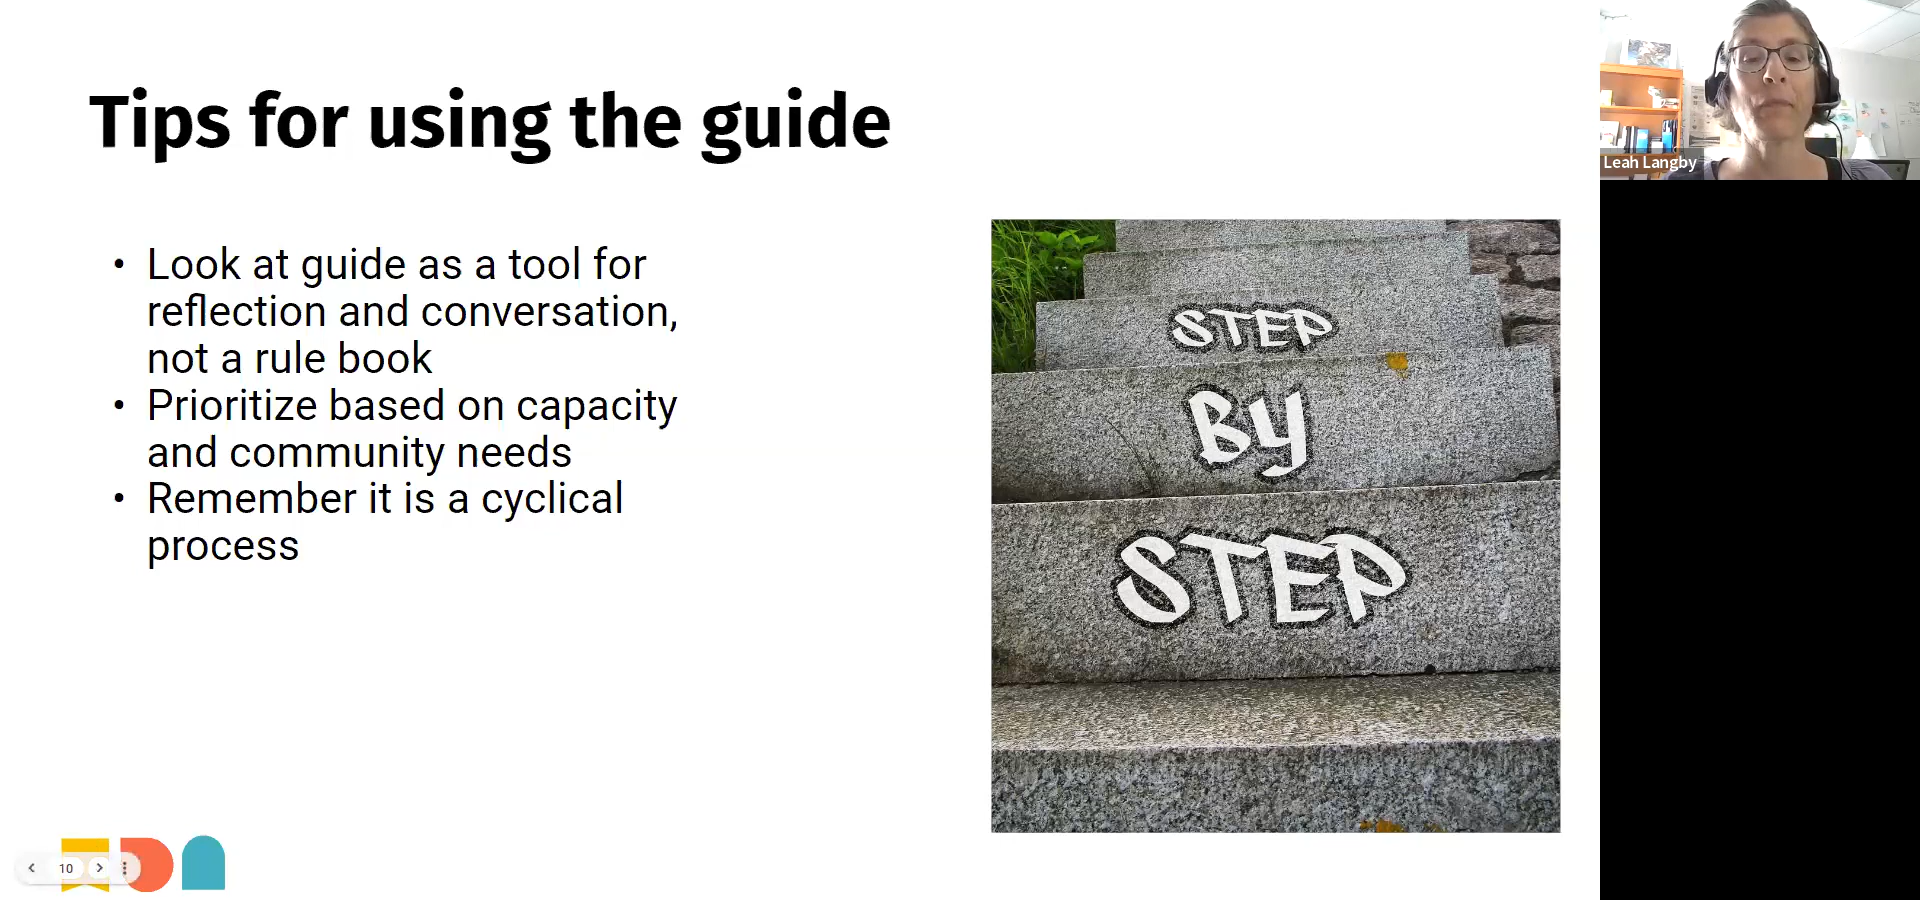 Tips for using the guide
• Look at guide as a tool for
reflection and conversation,
not a rule book
• Prioritize based on capacity
and community needs
• Remember it is a cyclical
process
STEP
By
STEP
Leah Langby
10